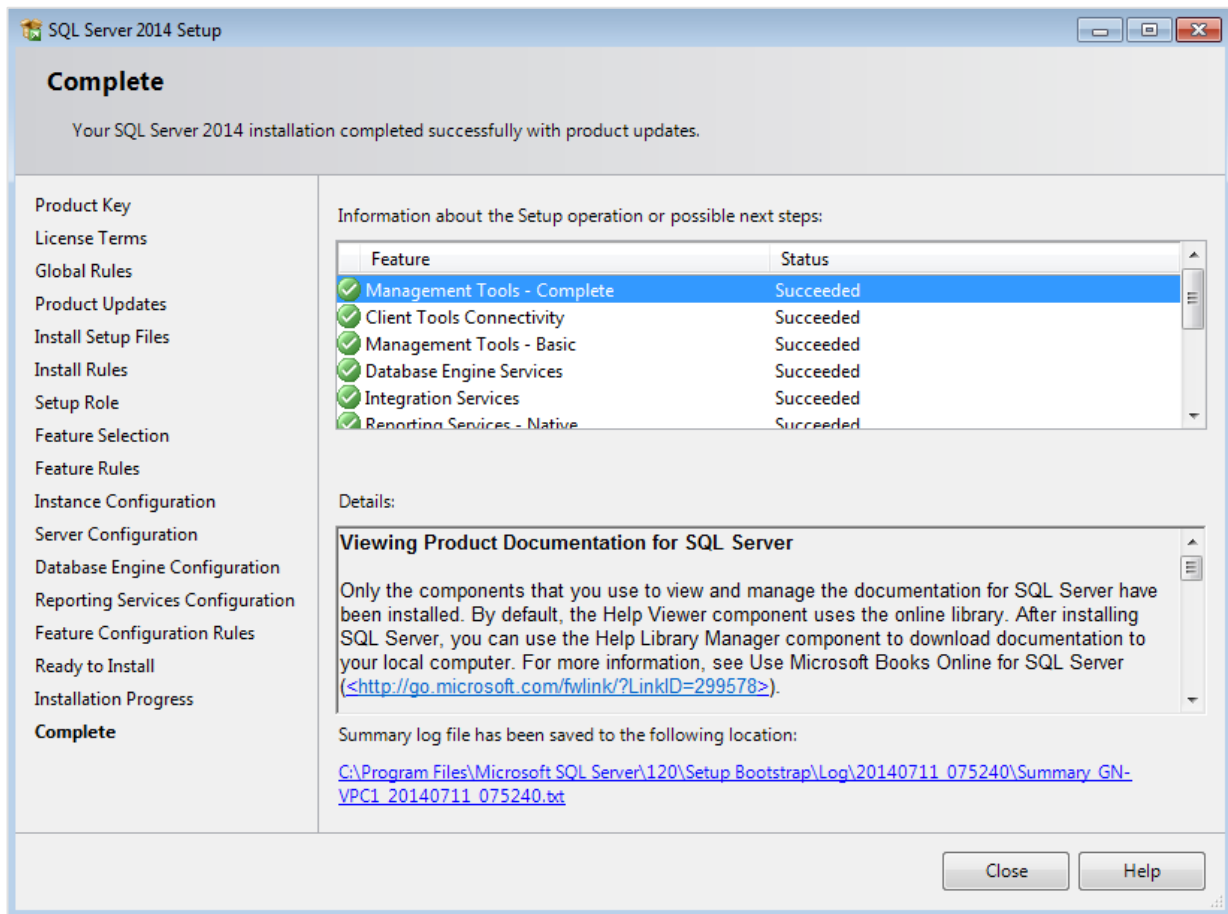 SQL Server 2014 Setup
Complete
Your SQL Server 2014 installation completed successfully with product updates.
Product Key
License Terms
Global Rules
Product Updates
Install Setup Files
Install Rules
Setup Role
Feature Selection
Feature Rules
Instance Configuration
Server Configuration
Database Engine Configuration
Reporting Services Configuration
Feature Configuration Rules
Ready to Install
Installation Progress
Complete
Information about the Setup operation or possible next steps:
Feature Status
Management Tools - Complete Succeeded
Client Tools Connectivity Succeeded
Management Tools - Basic Succeeded
Database Engine Services Succeeded
Integration Services Succeeded
Reporting Services - Native Succeeded
Details:
Viewing Product Documentation for SQL Server
Only the components that you use to view and manage the documentation for SQL Server have
been installed. By default, the Help Viewer component uses the online library. After installing
SQL Server, you can use the Help Library Manager component to download documentation to
your local computer. For more information, see Use Microsoft Books Online for SQL Server
(<http://go.microsoft.com/fwlink/?LinkID=299578>).
Summary log file has been saved to the following location:
C:\Program Files\Microsoft SQL Server\120\Setup Bootstrap\Log\20140711_075240\Summary_GN-
VPC1_20140711_075240.txt
Close Help